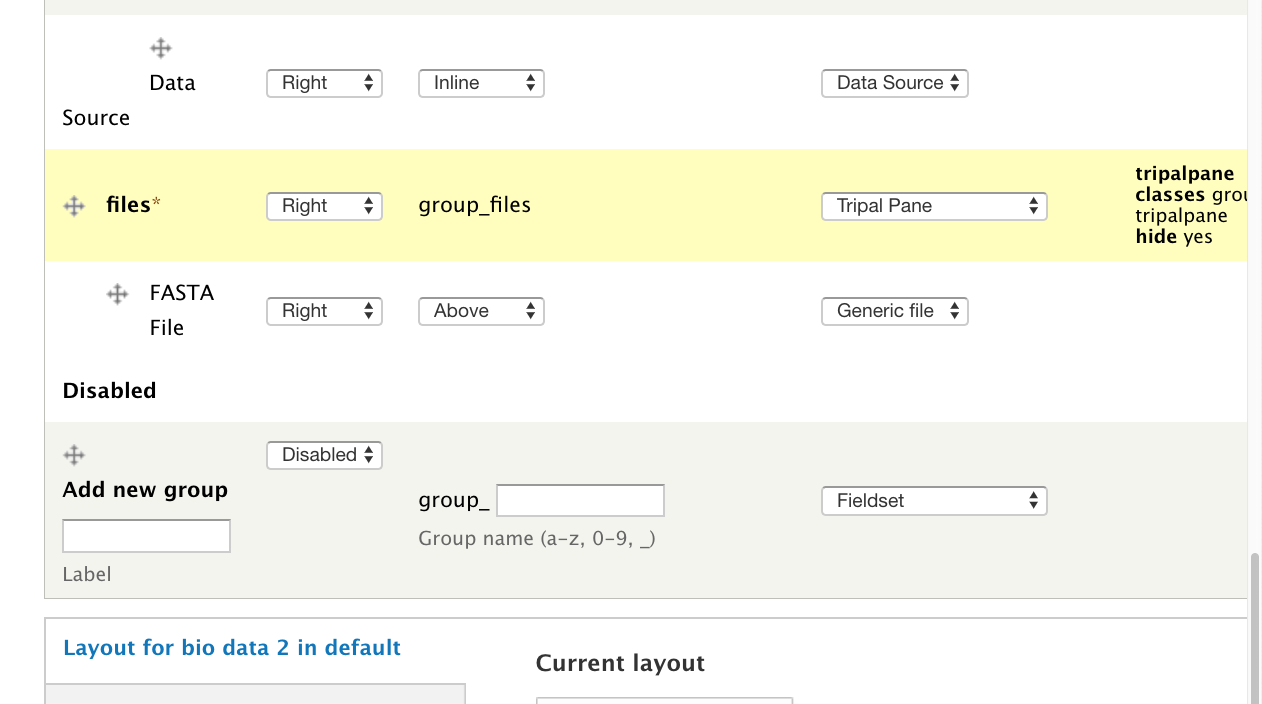 Data
Source
Right
Inline
Data Source
files*
Right
group_files
Tripal Pane
tripalpane
classes
tripalpane
hide yes
FASTA
File
Right
Above
Generic file
Disabled
Disabled
Add new group
group_
Fieldset
Group name (a-z, 0-9, _)
Label
Layout for bio data 2 in default
Current layout